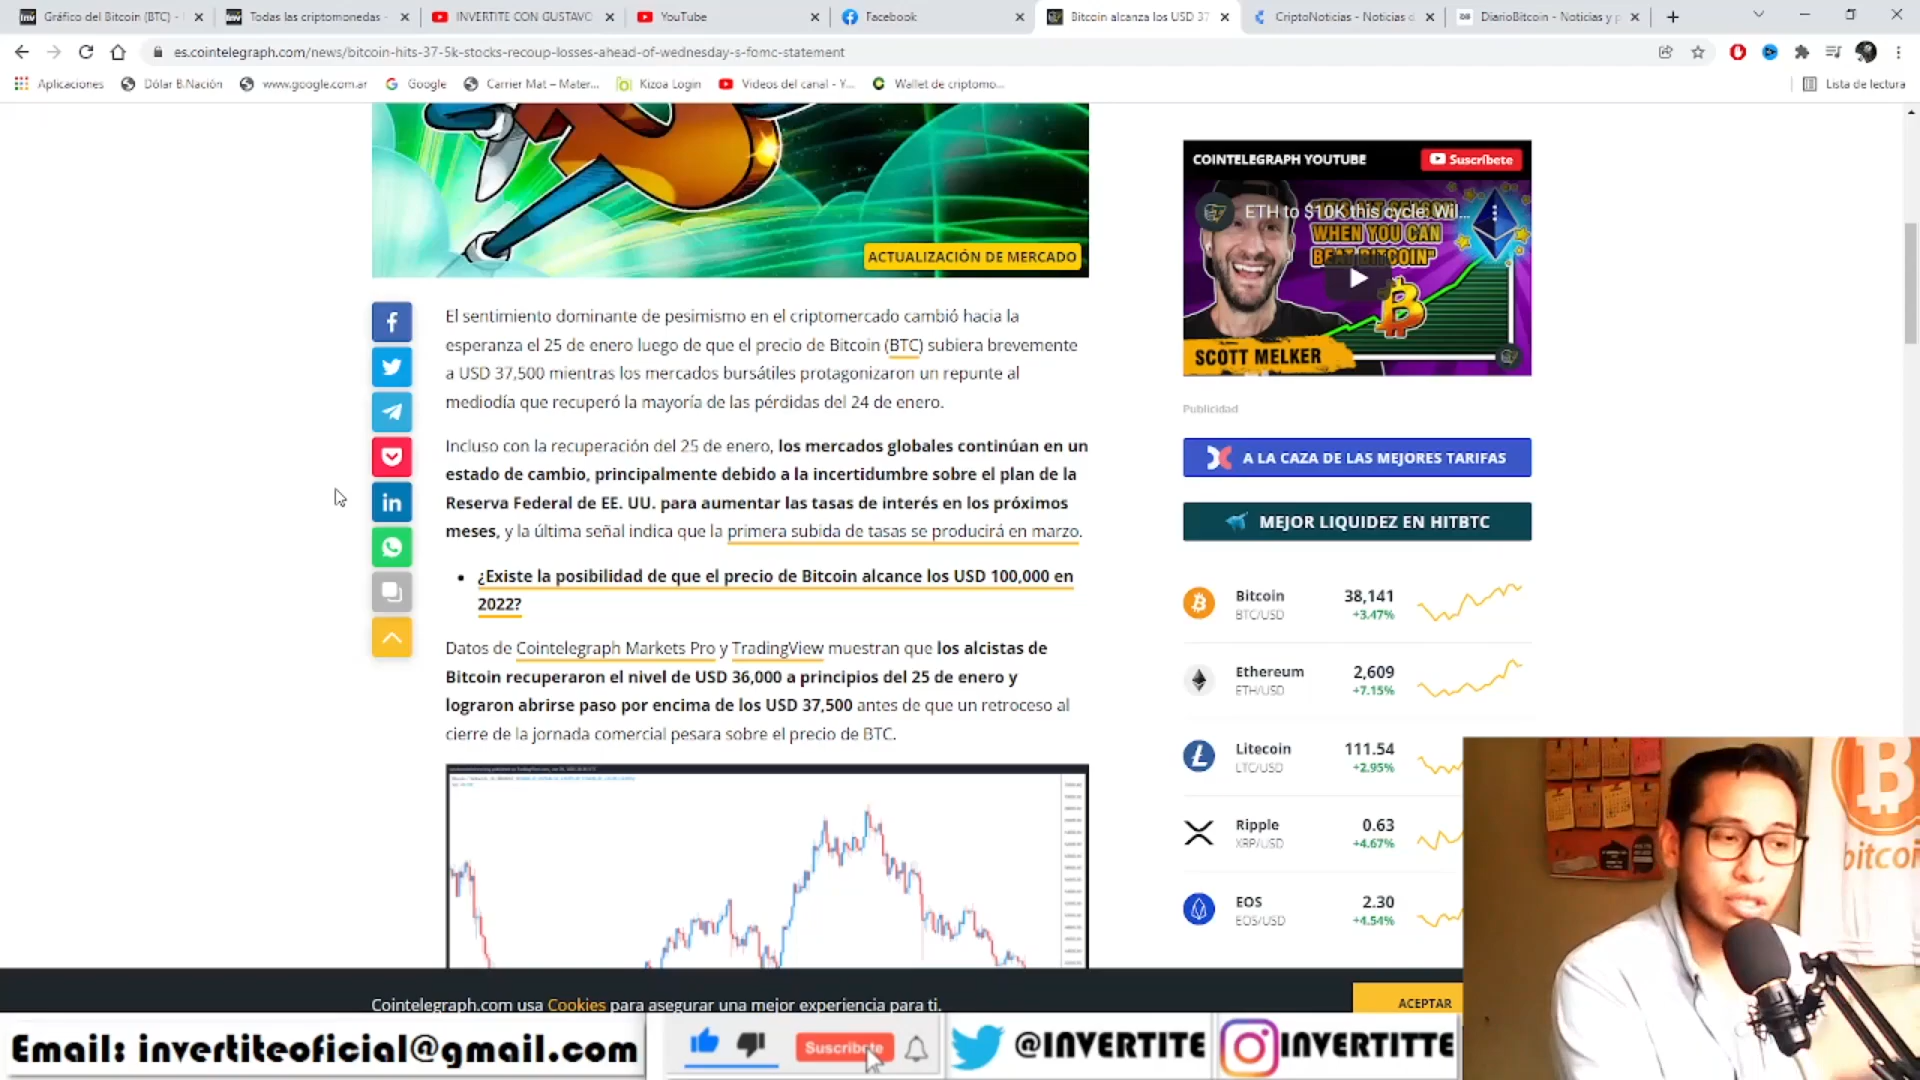 Gráfico del Bitcoin (BTC) -
Todas las criptomonedas -
INVERTITE CON GUSTAVO
YouTube
Facebook
Bitcoin alcanza los USD 37
CriptoNoticias - Noticias d
DiarioBitcoin - Noticias y p
es.cointelegraph.com/news/bitcoin-hits-37-5k-stocks-recoup-losses-ahead-of-wednesday-s-fomc-statement
Aplicaciones
Dólar B.Nación
www.google.com.ar
Google
Carrier Mat – Mater...
Kizoa Login
Videos del canal - Y...
Wallet de criptomo...
Lista de lectura
ACTUALIZACIÓN DE MERCADO
El sentimiento dominante de pesimismo en el criptomercado cambió hacia la
esperanza el 25 de enero luego de que el precio de Bitcoin (BTC) subiera brevemente
a USD 37,500 mientras los mercados bursátiles protagonizaron un repunte al
mediodía que recuperó la mayoría de las pérdidas del 24 de enero.
Incluso con la recuperación del 25 de enero, los mercados globales continúan en un
estado de cambio, principalmente debido a la incertidumbre sobre el plan de la
Reserva Federal de EE. UU. para aumentar las tasas de interés en los próximos
meses, y la última señal indica que la primera subida de tasas se producirá en marzo.
• ¿Existe la posibilidad de que el precio de Bitcoin alcance los USD 100,000 en
2022?
Datos de Cointelegraph Markets Pro y TradingView muestran que los alcistas de
Bitcoin recuperaron el nivel de USD 36,000 a principios del 25 de enero y
lograron abrirse paso por encima de los USD 37,500 antes de que un retroceso al
cierre de la jornada comercial pesara sobre el precio de BTC.
COINTELEGRAPH YOUTUBE
Suscríbete
ETH to $10K this cycle. Wil...
WHEN YOU CAN
BEAT BITCOIN"
SCOTT MELKER
Publicidad
A LA CAZA DE LAS MEJORES TARIFAS
MEJOR LIQUIDEZ EN HITBTC
Bitcoin 38,141
BTC/USD +3.47%
Ethereum 2,609
ETH/USD +7.15%
Litecoin 111.54
LTC/USD +2.95%
Ripple 0.63
XRP/USD +4.67%
EOS 2.30
EOS/USD +4.54%
bitcoi
Cointelegraph.com usa Cookies para asegurar una mejor experiencia para ti.
ACEPTAR
Email: invertiteoficial@gmail.com
Suscribete
@INVERTITE
INVERTITTE